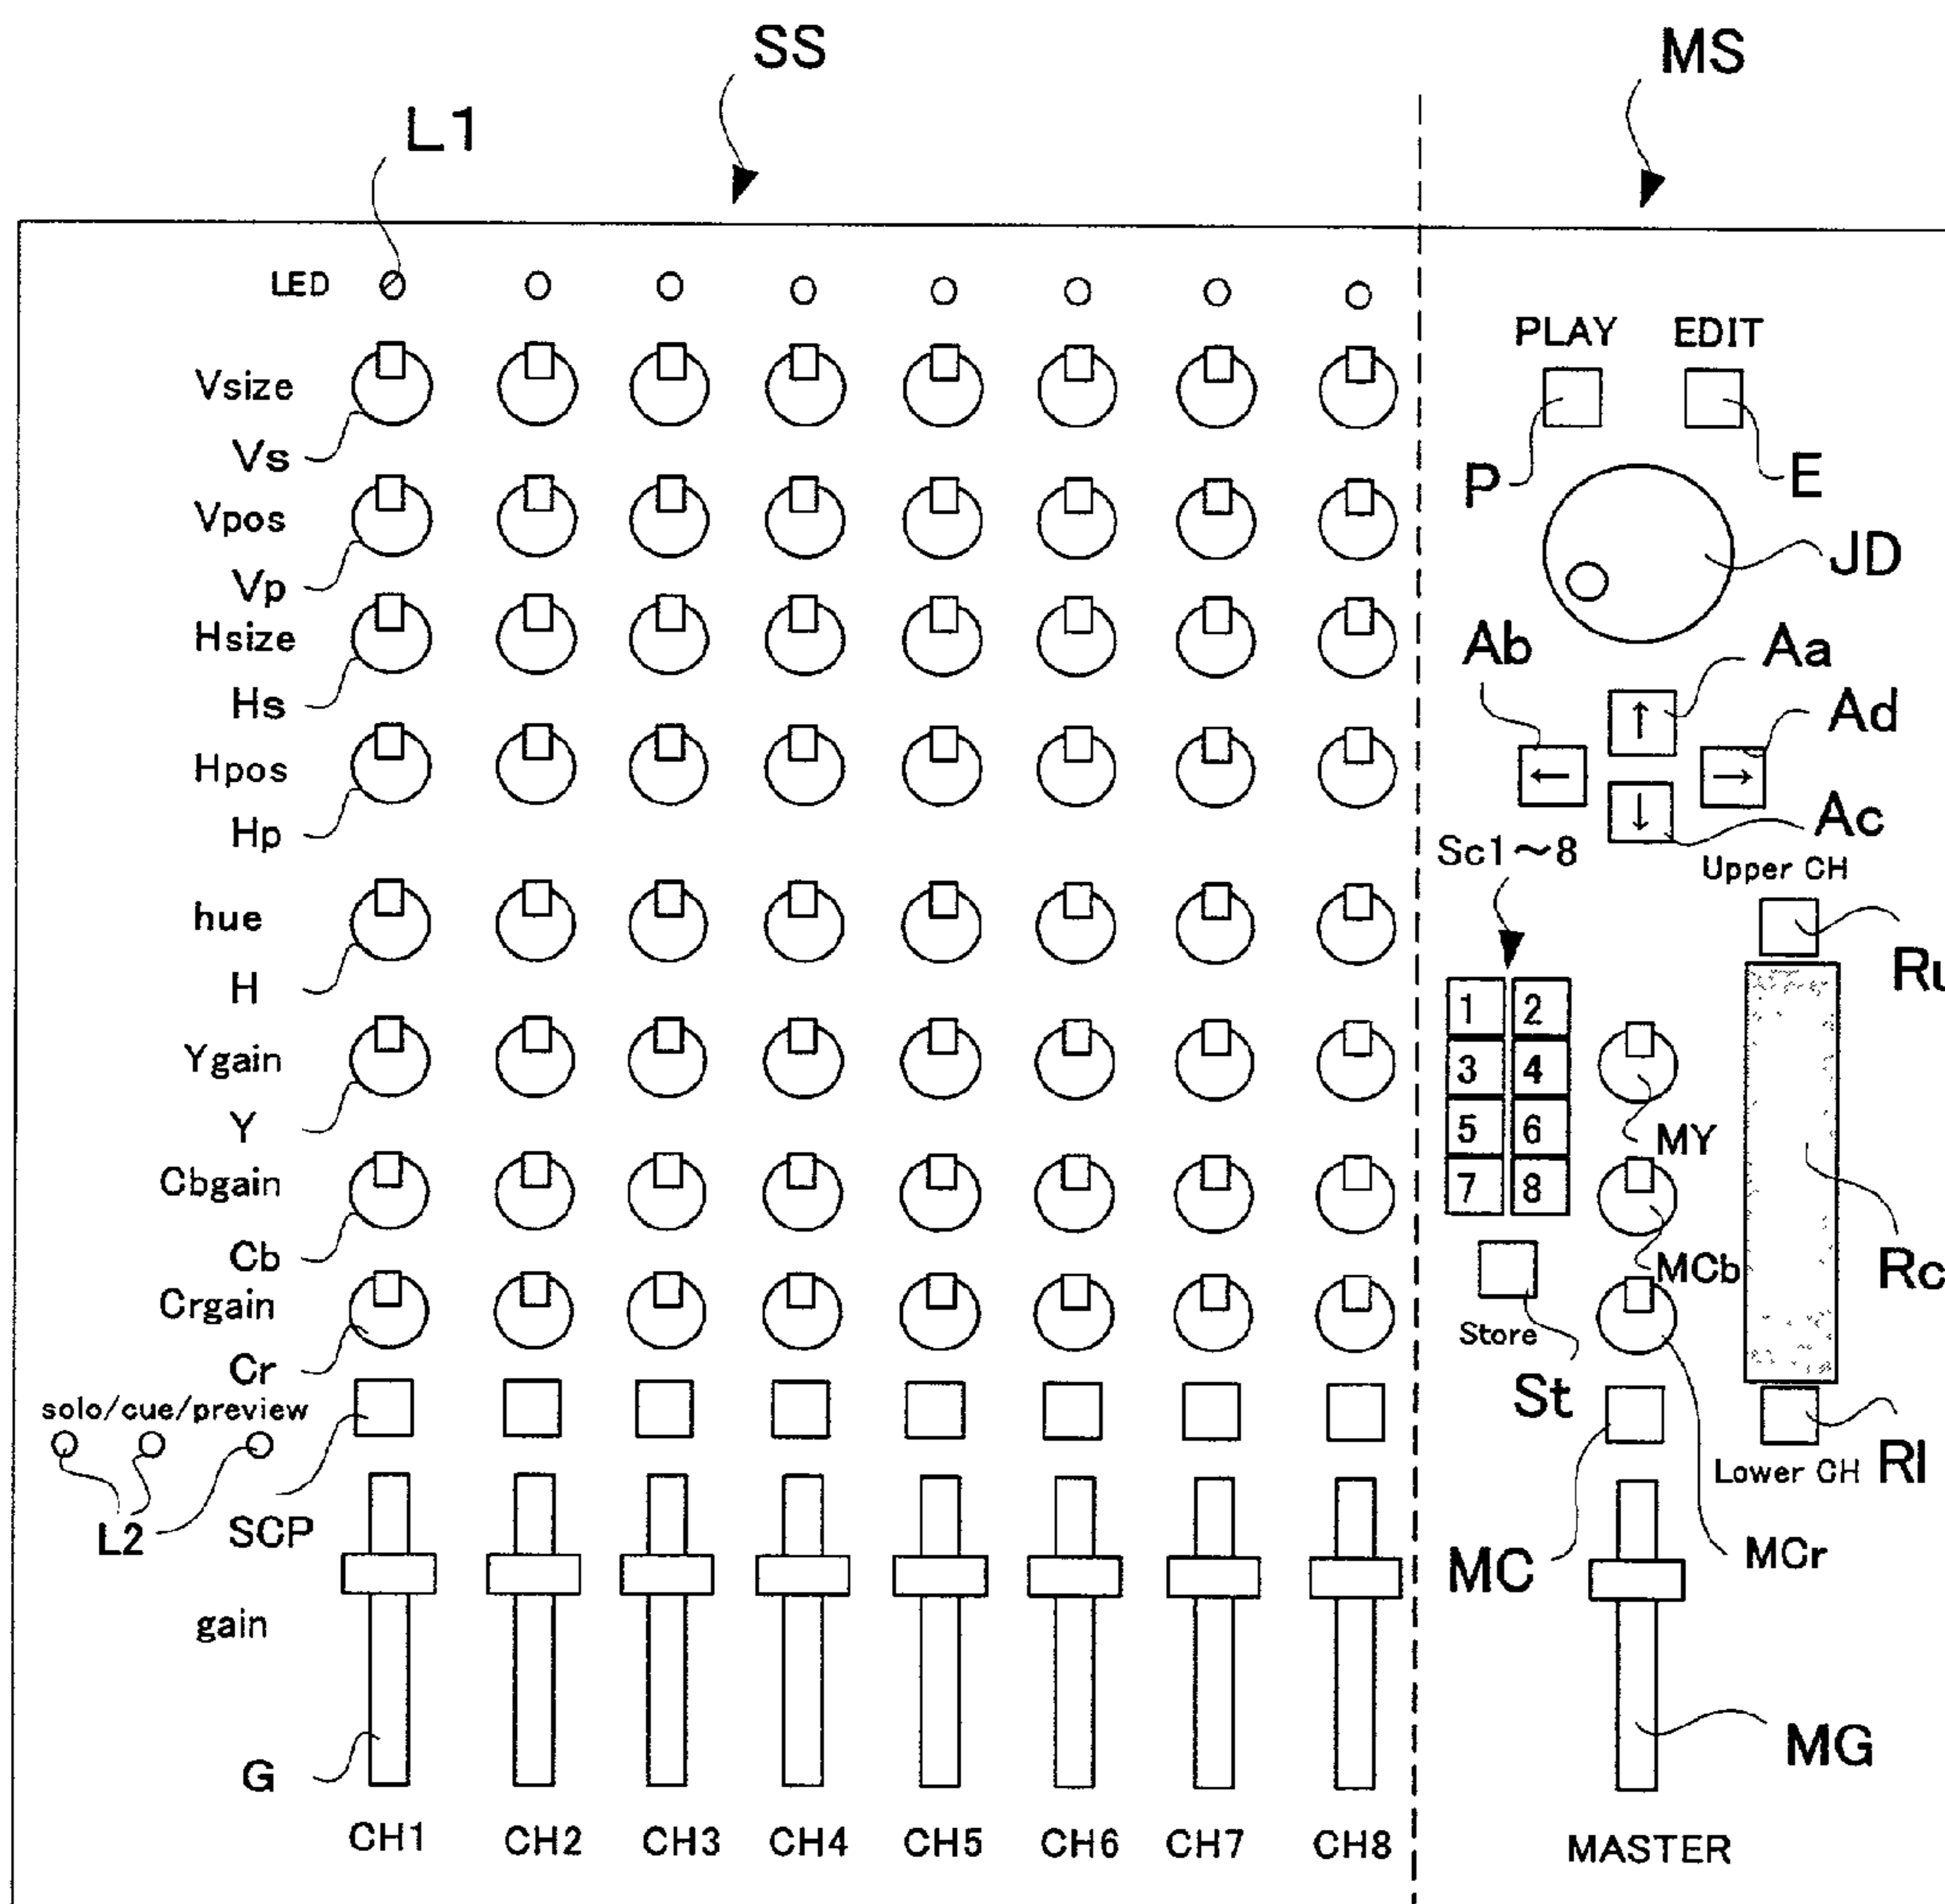 SS
MS
L1
LED
PLAY EDIT
Vsize
Vs
P
E
Vpos
JD
Vp
Hsize
Ab
Aa
Hs
Ad
Hpos
↑
← →
↓
Hp
Ac
Sc1～8
Upper CH
hue
Ru
H
1 2
3 4
5 6
7 8
Ygain
Y
MY
Cbgain
Cb
MCb
Rc
Crgain
Store
Cr
St
solo/cue/preview
Lower CH
Rl
L2
SCP
MC
MCr
gain
MG
G
CH1 CH2 CH3 CH4 CH5 CH6 CH7 CH8
MASTER